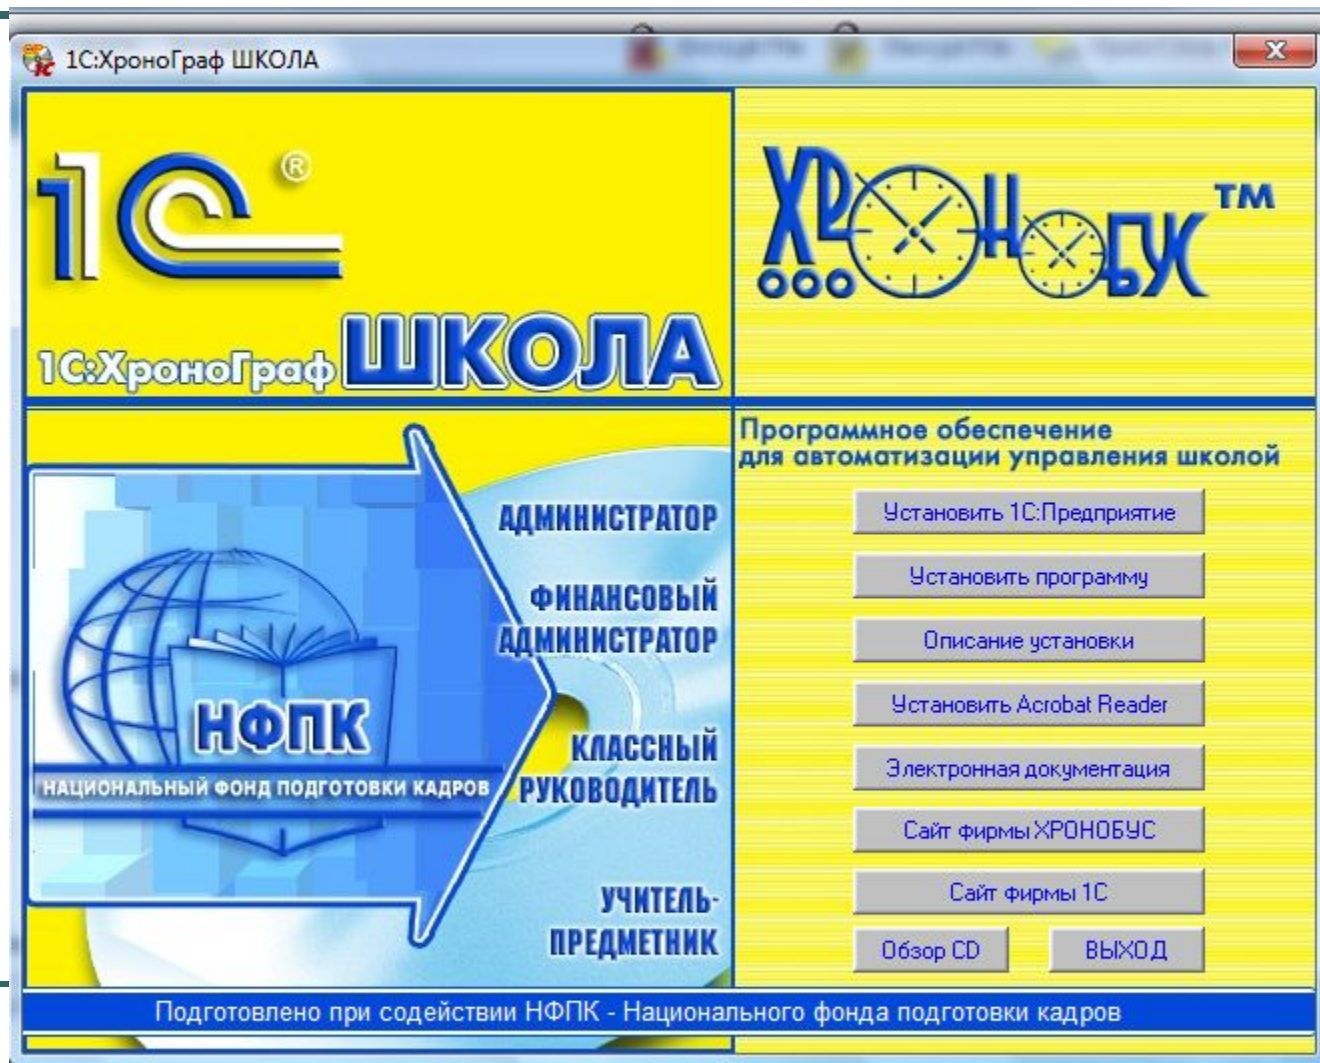 1С:ХроноГраф ШКОЛА
1С®
1С:ХроноГраф ШКОЛА
ХРОНОБУС™
ООО
АДМИНИСТРАТОР
ФИНАНСОВЫЙ
АДМИНИСТРАТОР
КЛАССНЫЙ
РУКОВОДИТЕЛЬ
УЧИТЕЛЬ-
ПРЕДМЕТНИК
НФПК
НАЦИОНАЛЬНЫЙ ФОНД ПОДГОТОВКИ КАДРОВ
Программное обеспечение
для автоматизации управления школой
Установить 1С:Предприятие
Установить программу
Описание установки
Установить Acrobat Reader
Электронная документация
Сайт фирмы ХРОНОБУС
Сайт фирмы 1С
Обзор CD
ВЫХОД
Подготовлено при содействии НФПК - Национального фонда подготовки кадров